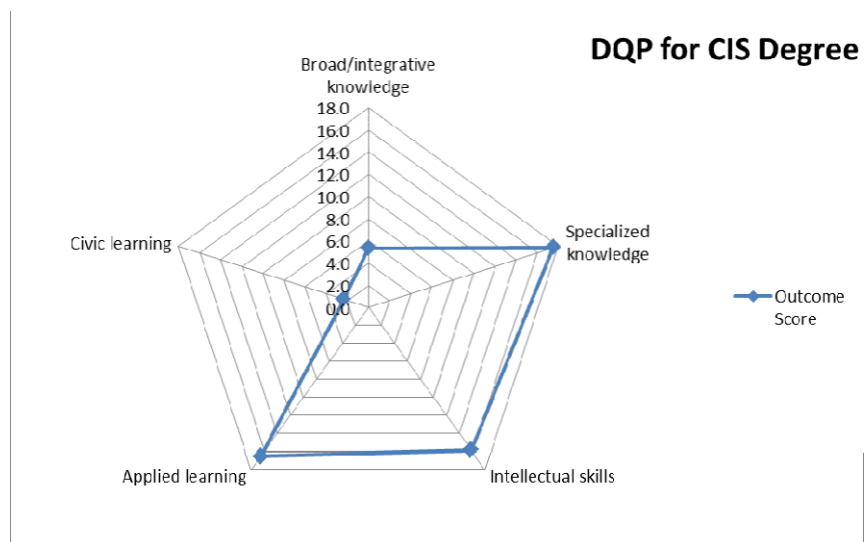 DQP for CIS Degree
Broad/integrative
knowledge
18.0
16.0
14.0
12.0
10.0
8.0
6.0
4.0
2.0
0.0
Specialized
knowledge
Civic learning
Outcome
Score
Applied learning
Intellectual skills